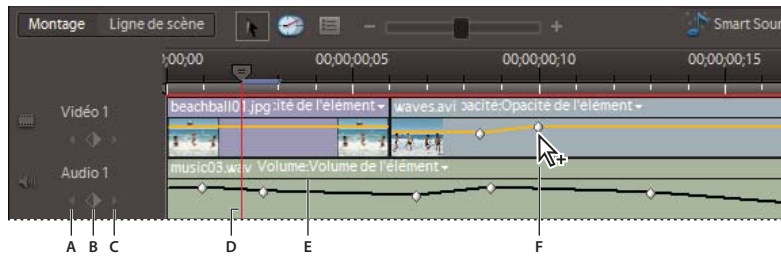 Montage Ligne de scène Smart Soun
;00;00 00;00;00;05 00;00;00;10 00;00;00;15
Vidéo 1 beachball01.jpg :ité de l'élément waves.avi pacité:Opacité de l'élément
Audio 1 music03.wav Volume:Volume de l'élément
A B C D E F